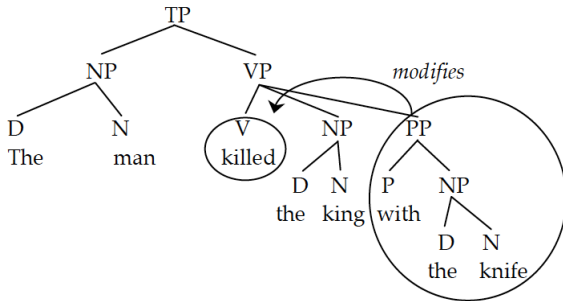 TP
NP VP modifies
D N V NP PP
The man killed
D N P NP
the king with
D N
the knife